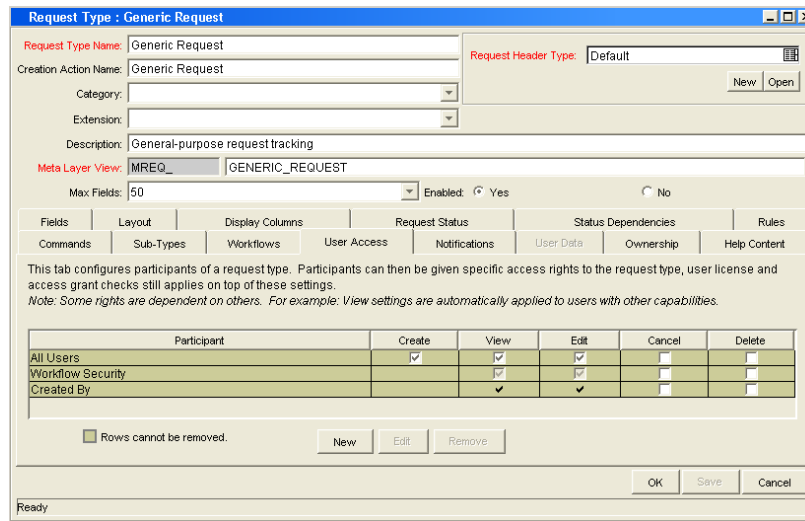 Request Type : Generic Request
Request Type Name: Generic Request
Request Header Type: Default
Creation Action Name: Generic Request
New Open
Category:
Extension:
Description: General-purpose request tracking
Meta Layer View: MREQ_ GENERIC_REQUEST
Max Fields: 50 Enabled: Yes No
Fields Layout Display Columns Request Status Status Dependencies Rules
Commands Sub-Types Workflows User Access Notifications User Data Ownership Help Content
This tab configures participants of a request type. Participants can then be given specific access rights to the request type, user license and
access grant checks still applies on top of these settings.
Note: Some rights are dependent on others. For example: View settings are automatically applied to users with other capabilities.
Participant Create View Edit Cancel Delete
All Users
Workflow Security
Created By
Rows cannot be removed. New Edit Remove
OK Save Cancel
Ready